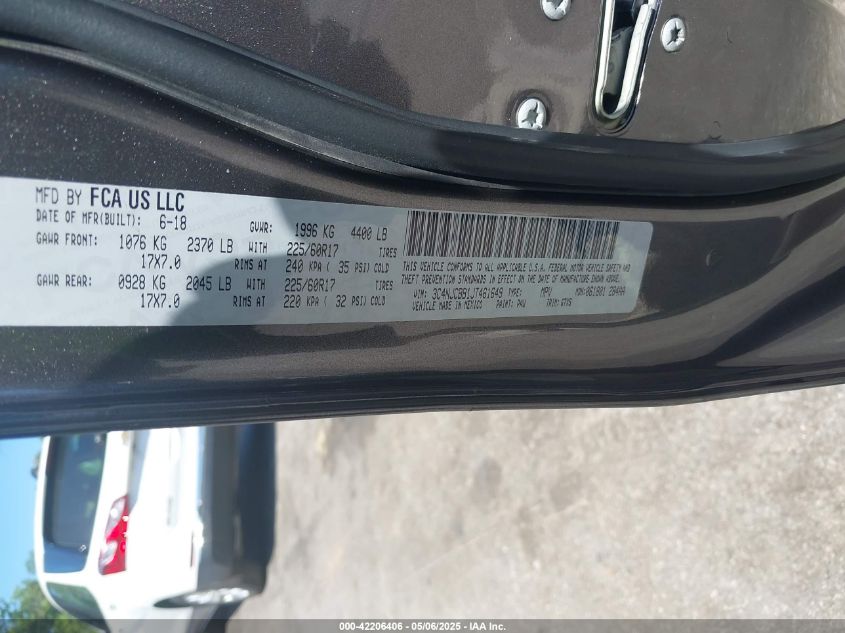 MFD BY FCA US LLC
DATE OF MFR(BUILT): 6-18 GVWR: 1996 KG 4400 LB
GAWR FRONT: 1076 KG 2370 LB WITH 225/60R17 TIRES
17X7.0 RIMS AT 240 KPA ( 35 PSI) COLD
GAWR REAR: 0928 KG 2045 LB WITH 225/60R17 TIRES
17X7.0 RIMS AT 220 KPA ( 32 PSI) COLD
THIS VEHICLE CONFORMS TO ALL APPLICABLE U.S.A. FEDERAL MOTOR VEHICLE SAFETY AND
THEFT PREVENTION STANDARDS IN EFFECT ON THE DATE OF MANUFACTURE SHOWN ABOVE.
VIN: 3C4NJCBB1JT461649 TYPE: MPV MDH:
VEHICLE MADE IN MEXICO PAINT: PAU TRIM:
000-42206406 - 05/06/2025 - IAA Inc.